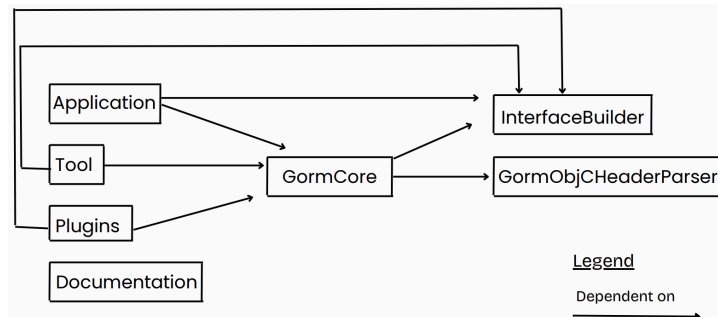 Application
InterfaceBuilder
Tool
GormCore
GormObjCHeaderParser
Plugins
Documentation
Legend
Dependent on